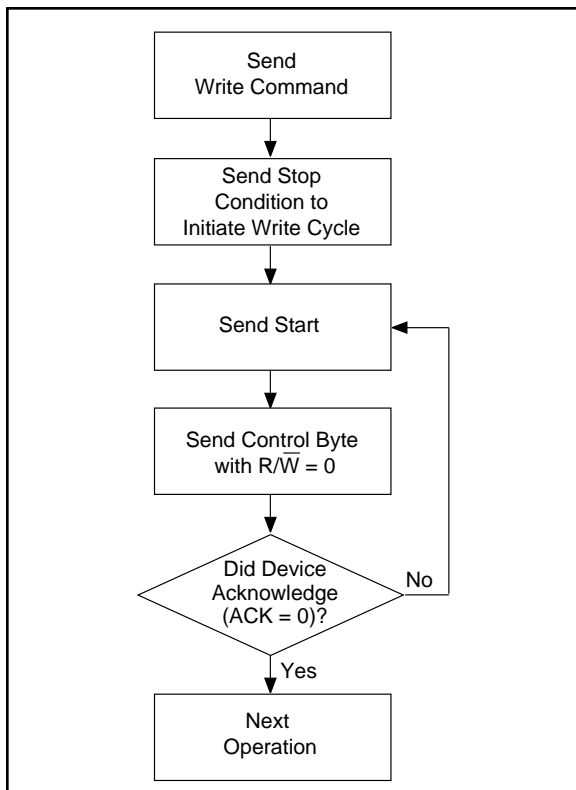 Send
Write Command
Send Stop
Condition to
Initiate Write Cycle
Send Start
Send Control Byte
with R/W̅ = 0
Did Device
Acknowledge
(ACK = 0)?
No
Yes
Next
Operation